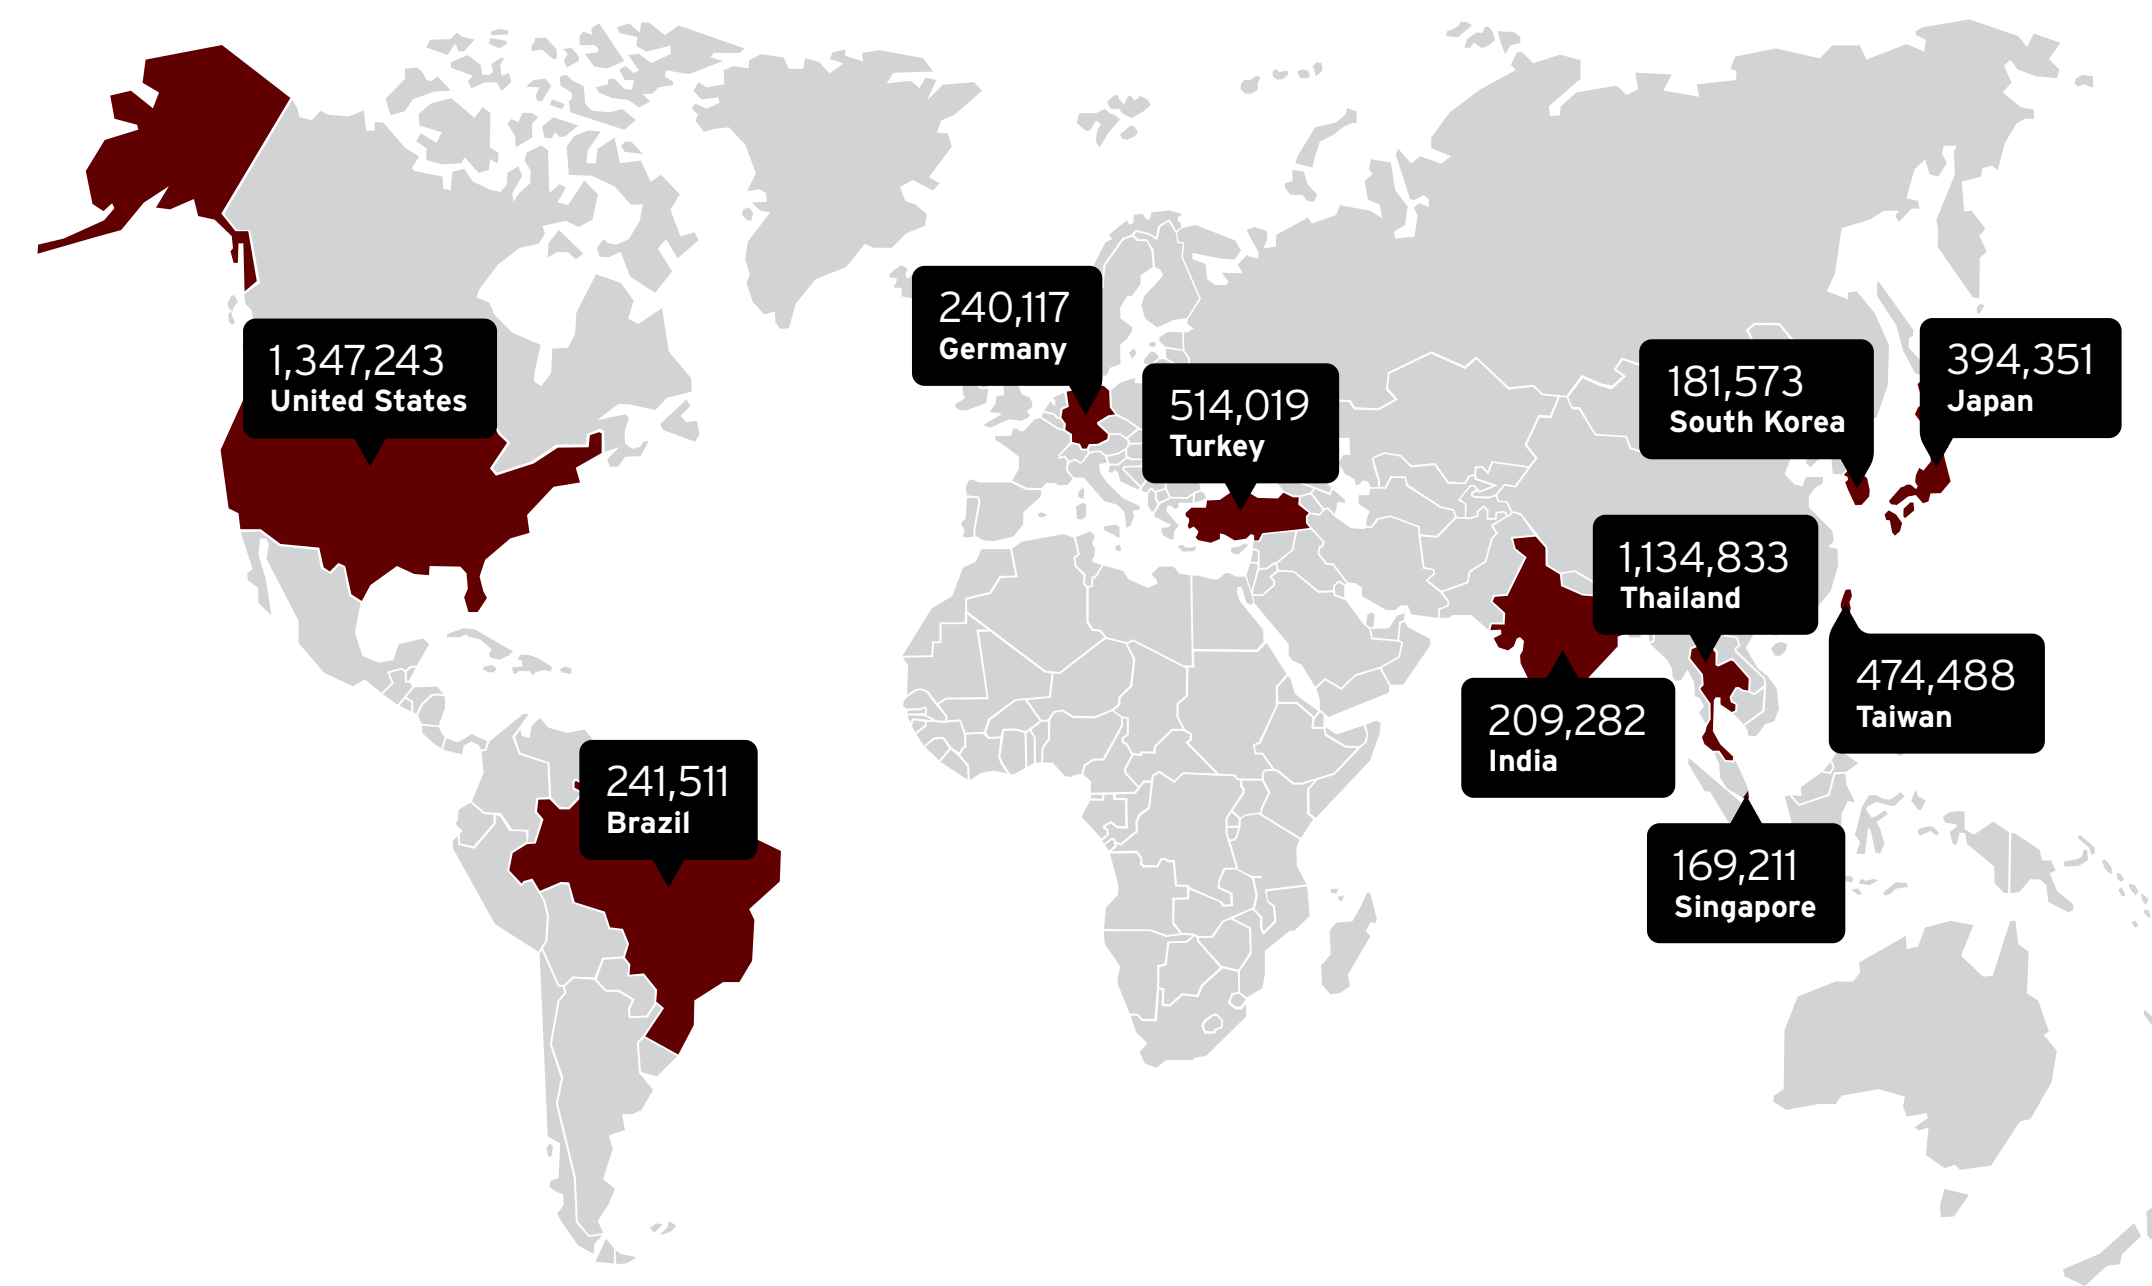 240,117
Germany
1,347,243
United States
514,019
Turkey
181,573
South Korea
394,351
Japan
1,134,833
Thailand
474,488
Taiwan
209,282
India
241,511
Brazil
169,211
Singapore